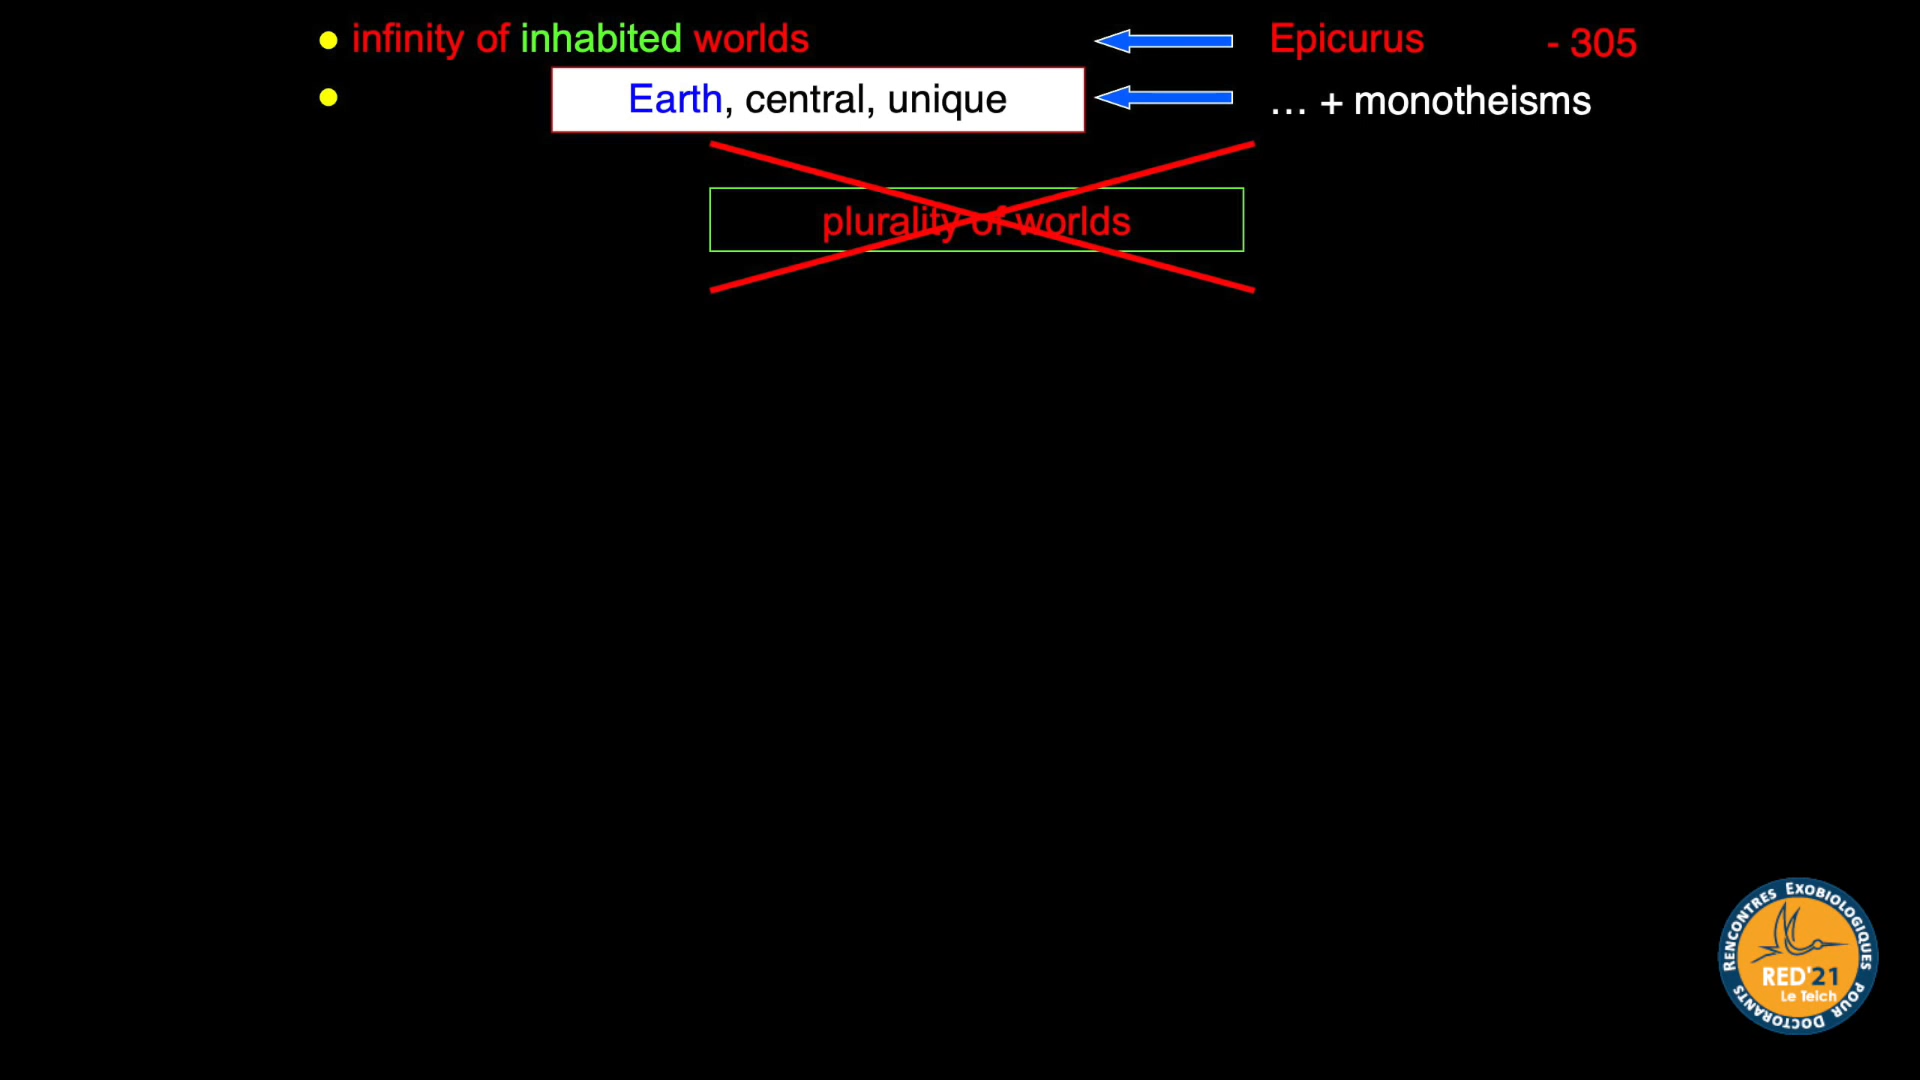 infinity of inhabited worlds Epicurus - 305
Earth, central, unique … + monotheisms
plurality of worlds
RENCONTRES EXOBIOLOGIQUES POUR DOCTORANTS
RED'21
Le Teich